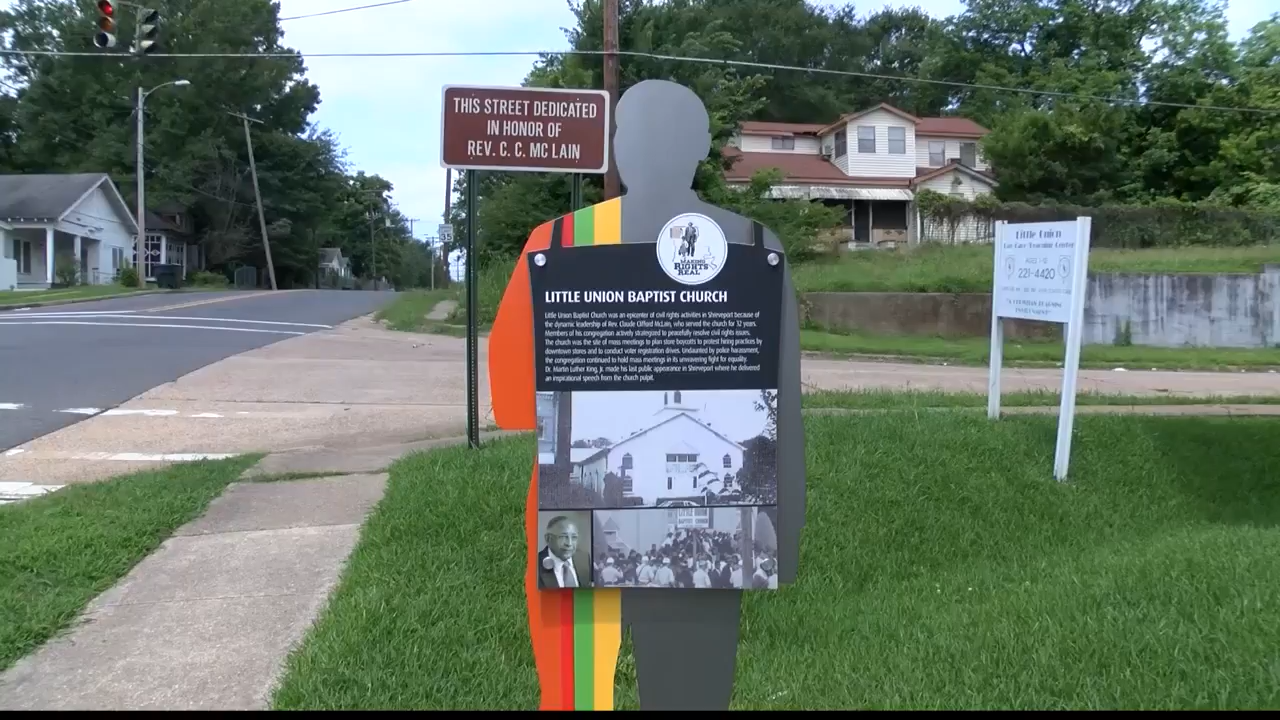 THIS STREET DEDICATED
IN HONOR OF
REV. C. C. MC LAIN
MAKING
RIGHTS
REAL
LITTLE UNION BAPTIST CHURCH
Little Union Baptist Church was an epicenter of civil rights activities in Shreveport because of
the dynamic leadership of Rev. Claude Clifford McLain, who served the church for 32 years.
Members of his congregation actively strategized to peacefully resolve civil rights issues.
The church was the site of mass meetings to plan store boycotts to protest hiring practices by
downtown stores and to conduct voter registration drives. Undaunted by police harassment,
the congregation continued to hold mass meetings in its unwavering fight for equality.
Dr. Martin Luther King, Jr. made his last public appearance in Shreveport where he delivered
an inspirational speech from the church pulpit.
Little Union
Day Care/Learning Center
221-4420
35